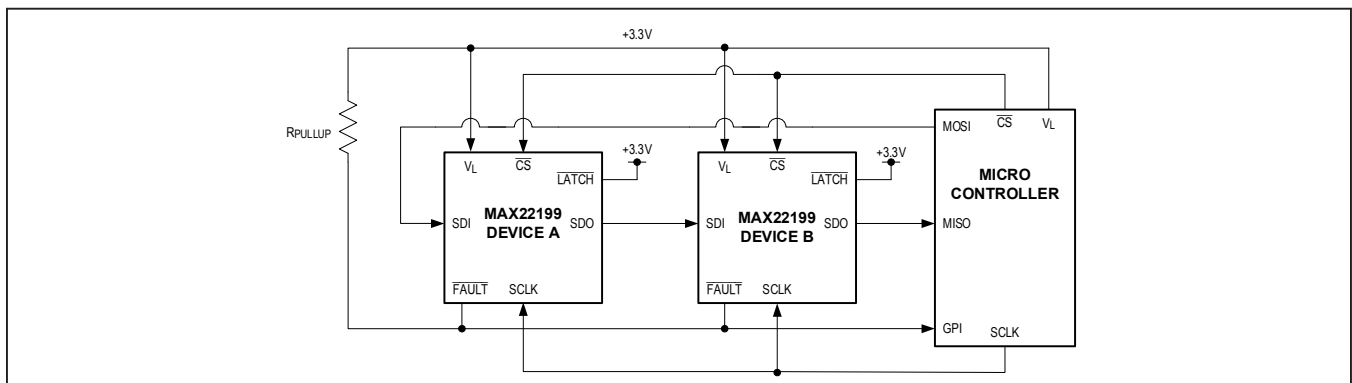 +3.3V
RPULLUP
MOSI
CS
VL
VL
CS
LATCH
+3.3V
VL
CS
LATCH
+3.3V
MICRO
CONTROLLER
SDI
MAX22199
DEVICE A
SDO
SDI
MAX22199
DEVICE B
SDO
MISO
FAULT
SCLK
FAULT
SCLK
GPI
SCLK